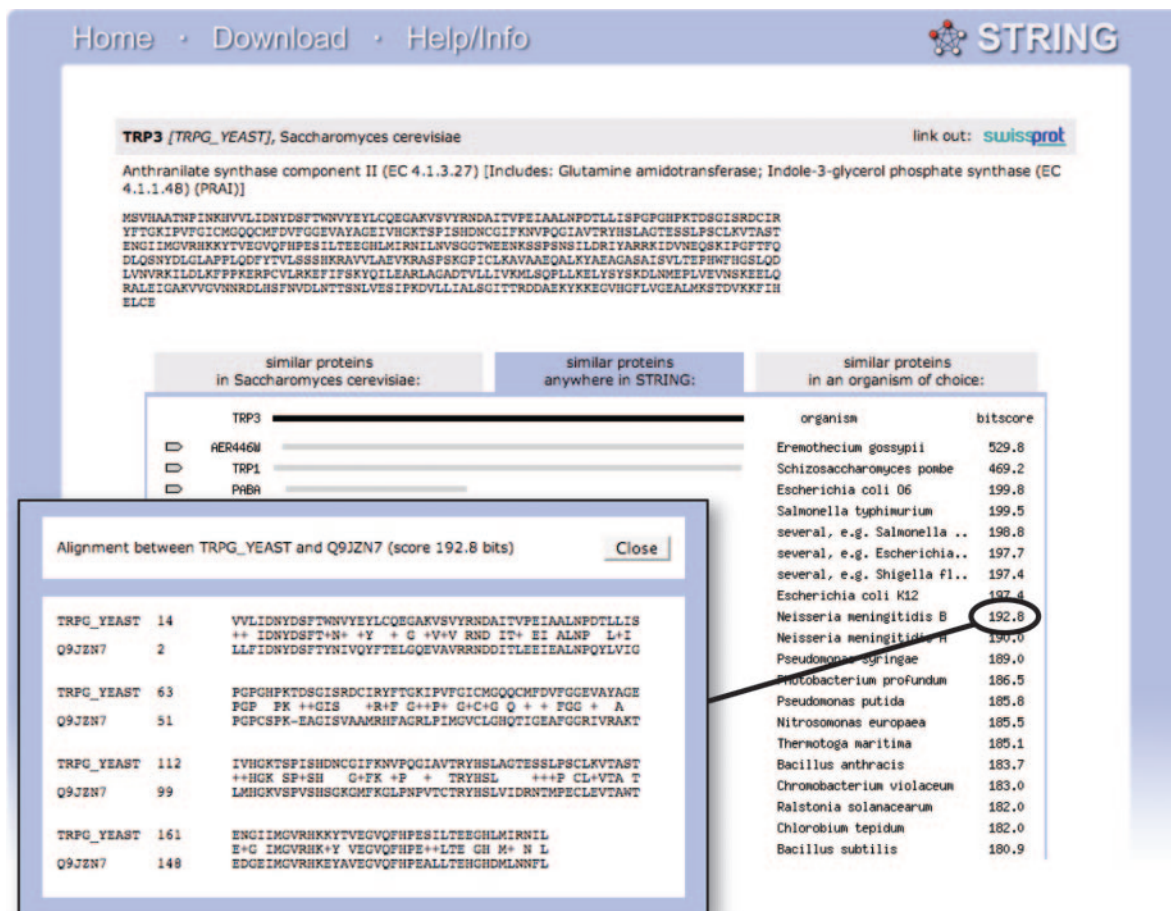 Home · Download · Help/Info STRING
TRP3 [TRPG_YEAST], Saccharomyces cerevisiae link out: swissprot
Anthranilate synthase component II (EC 4.1.3.27) [Includes: Glutamine amidotransferase; Indole-3-glycerol phosphate synthase (EC
4.1.1.48) (PRAI)]
MSVHAATNPINKHVVLIDNYDSFTWNVYEYLCQEGAKVSVYRNDAITVPEIAALNPDTLLISPGPGHPKTDSGISRDCIR
YFTGKIPVFGICMGQQCMFDVFGGEVAYAGEIVHGKTSPISHDNCGIFKNVPQGIAVTRYHSLAGTESSLPSCLKVTAST
ENGIIMGVRHKKYTVEGVQFHPESILTEEGHLMIRNILNVSGGTWEENKSSPSNSILDRIYARRKIDVNEQSKIPGFTFQ
DLQSNYDLGLAPPLQDFYTVLSSSHKRAVVLAEVKRASPSKGPICLKAVAAEQALKYAEAGASAISVLTEPHWFHGSLQD
LVNVRKILDLKFPPKERPCVLRKEFIFSKYQILEARLAGADTVLLIVKMLSQPLLKELYSYSKDLNMEPLVEVNSKEELQ
RALEIGAKVVGVNNRDLHSFNVDLNTTSNLVESIPKDVLLIALSGITTRDDAEKYKKEGVHGFLVGEALMKSTDVKKFIH
ELCE
similar proteins
in Saccharomyces cerevisiae:
similar proteins
anywhere in STRING:
similar proteins
in an organism of choice:
TRP3 organism bitscore
AER446W Eremothecium gossypii 529.8
TRP1 Schizosaccharomyces pombe 469.2
PABA Escherichia coli O6 199.8
Salmonella typhimurium 199.5
several, e.g. Salmonella .. 198.8
several, e.g. Escherichia.. 197.7
several, e.g. Shigella fl.. 197.4
Escherichia coli K12 197.4
Neisseria meningitidis B 192.8
Neisseria meningitidis A 190.0
Pseudomonas syringae 189.0
Photobacterium profundum 186.5
Pseudomonas putida 185.8
Nitrosomonas europaea 185.5
Thermotoga maritima 185.1
Bacillus anthracis 183.7
Chromobacterium violaceum 183.0
Ralstonia solanacearum 182.0
Chlorobium tepidum 182.0
Bacillus subtilis 180.9
Alignment between TRPG_YEAST and Q9JZN7 (score 192.8 bits) Close
TRPG_YEAST 14 VVLIDNYDSFTWNVYEYLCQEGAKVSVYRNDAITVPEIAALNPDTLLIS
++ IDNYDSFT+N+ +Y + G +V+V RND IT+ EI ALNP L+I
Q9JZN7 2 LLFIDNYDSFTYNIVQYFTELGQEVAVRRNDDITLEEIEALNPQYLVIG
TRPG_YEAST 63 PGPGHPKTDSGISRDCIRYFTGKIPVFGICMGQQCMFDVFGGEVAYAGE
PGP PK ++GIS +R+F G++P+ G+C+G Q + + FGG + A
Q9JZN7 51 PGPCSPK-EAGISVAAMRHFAGRLPIMGVCLGHQTIGEAFGGRIVRAKT
TRPG_YEAST 112 IVHGKTSPISHDNCGIFKNVPQGIAVTRYHSLAGTESSLPSCLKVTAST
++HGK SP+SH G+FK +P + TRYHSL +++P CL+VTA T
Q9JZN7 99 LMHGKVSPVSHSGKGMFKGLPNPVTCTRYHSLVIDRNTMPECLEVTAWT
TRPG_YEAST 161 ENGIIMGVRHKKYTVEGVQFHPESILTEEGHLMIRNIL
E+G IMGVRHK+Y VEGVQFHPE++LTE GH M+ N L
Q9JZN7 148 EDGEIMGVRHKEYAVEGVQFHPEALLTEHGHDMLNNFL